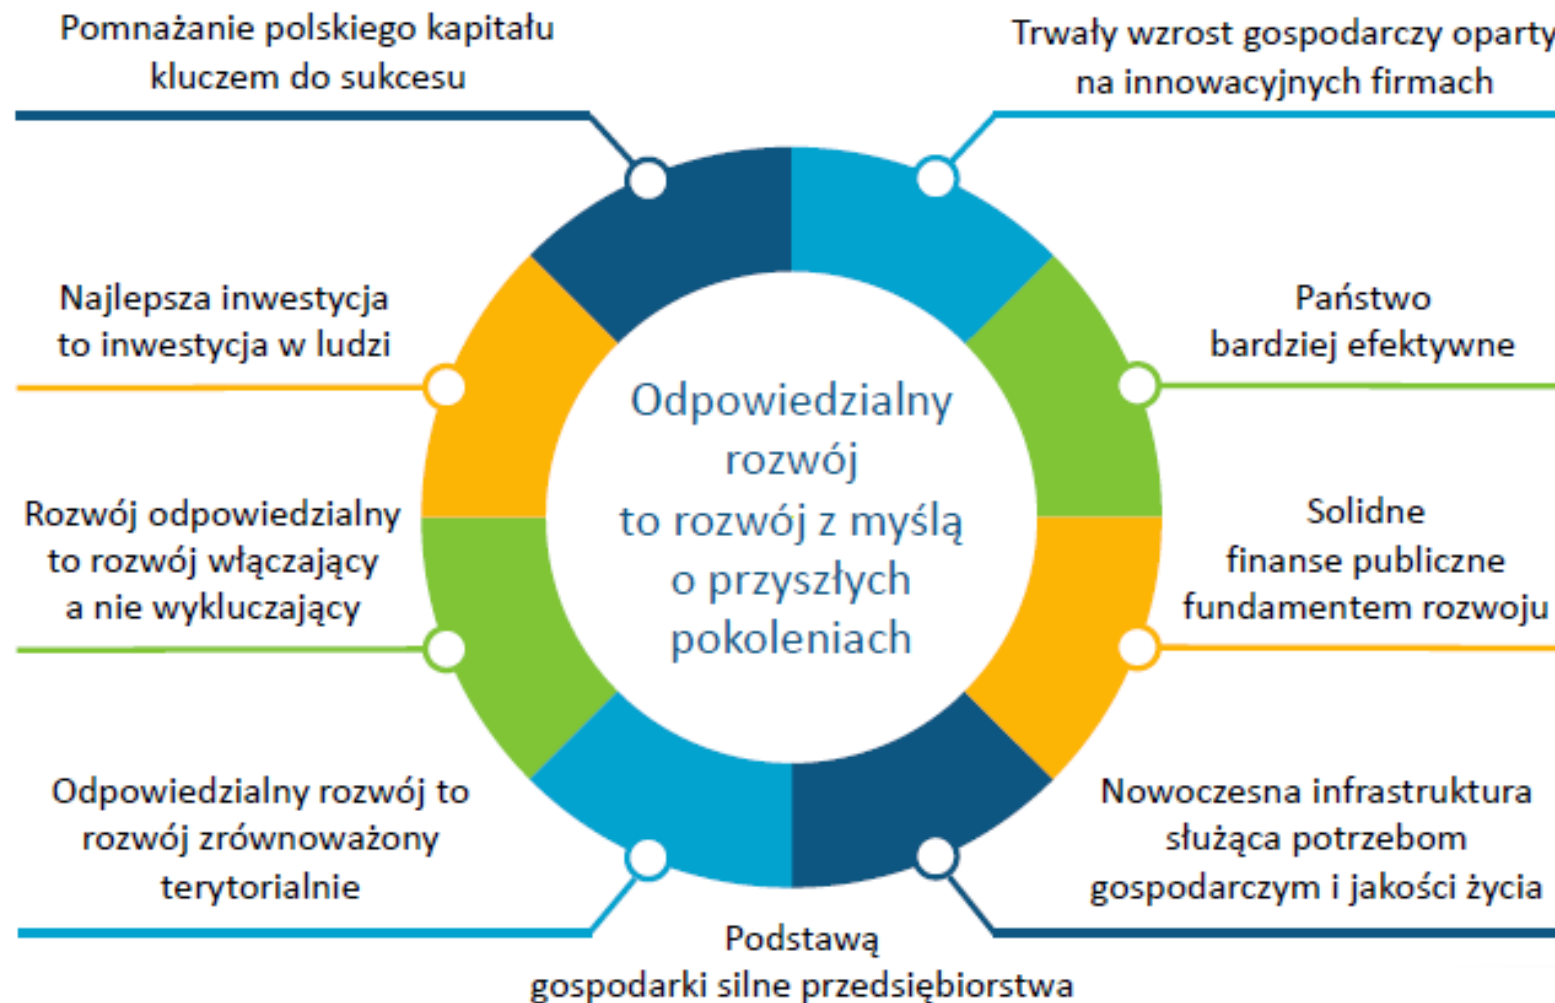 Pomnażanie polskiego kapitału
kluczem do sukcesu
Trwały wzrost gospodarczy oparty
na innowacyjnych firmach
Najlepsza inwestycja
to inwestycja w ludzi
Państwo
bardziej efektywne
Odpowiedzialny
rozwój
to rozwój z myślą
o przyszłych
pokoleniach
Rozwój odpowiedzialny
to rozwój włączający
a nie wykluczający
Solidne
finanse publiczne
fundamentem rozwoju
Odpowiedzialny rozwój to
rozwój zrównoważony
terytorialnie
Nowoczesna infrastruktura
służąca potrzebom
gospodarczym i jakości życia
Podstawą
gospodarki silne przedsiębiorstwa